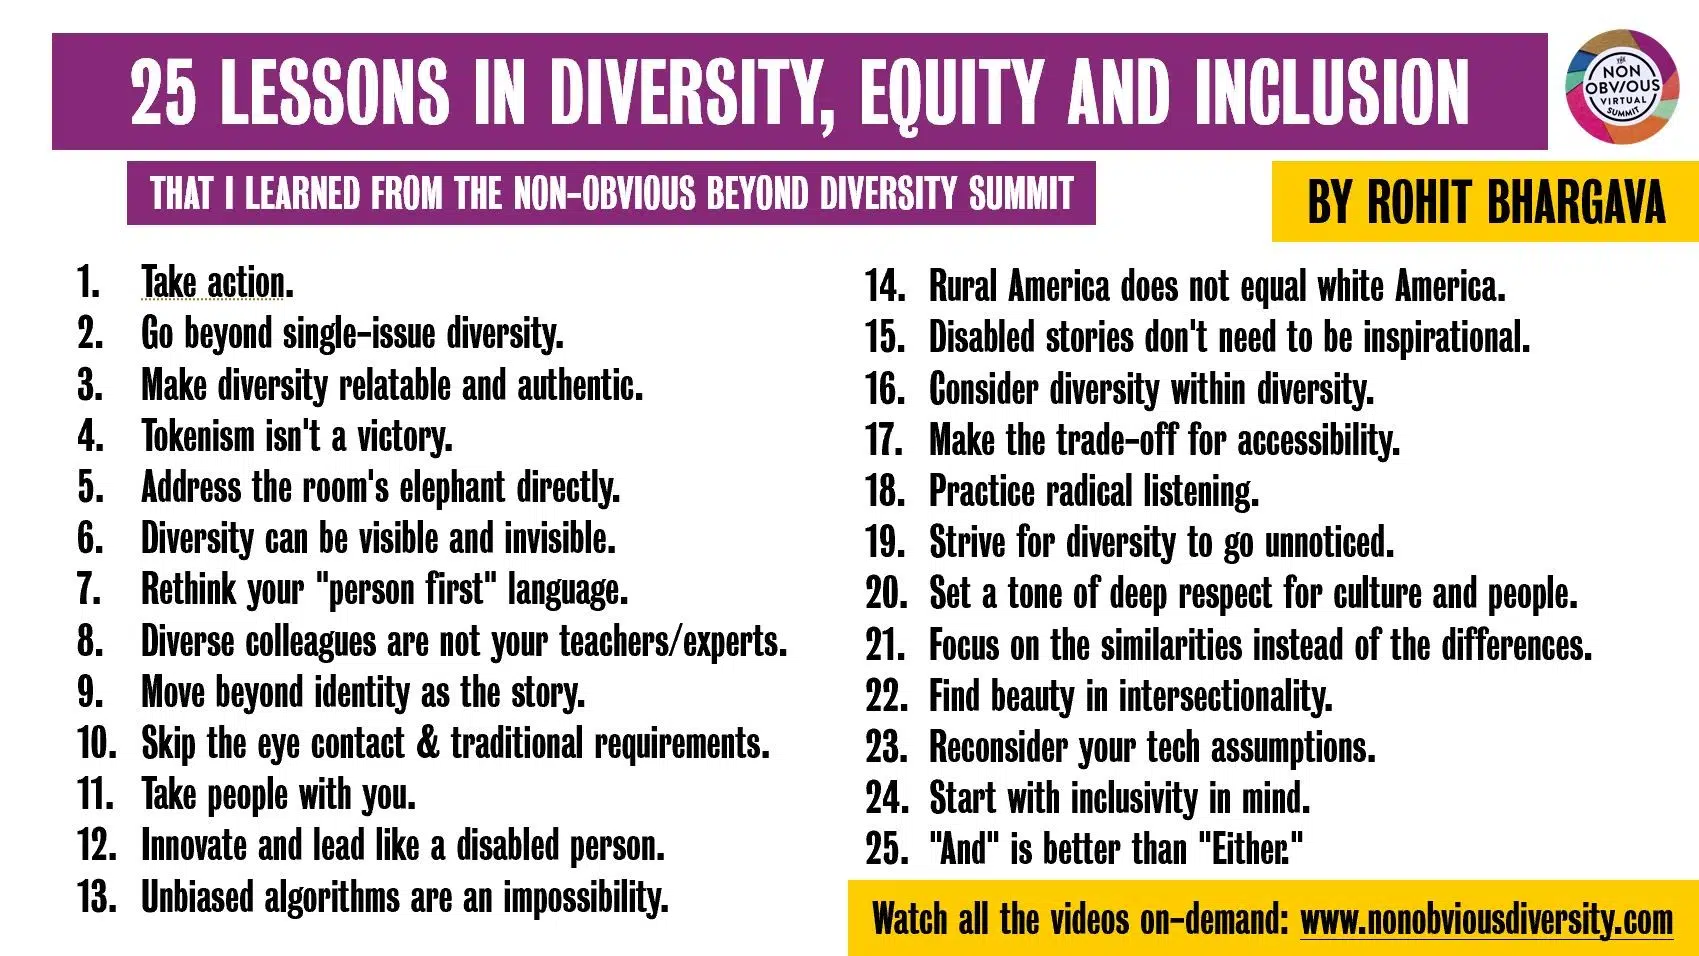 25 LESSONS IN DIVERSITY, EQUITY AND INCLUSION
THE
NON
OBVIOUS
VIRTUAL
SUMMIT
THAT I LEARNED FROM THE NON-OBVIOUS BEYOND DIVERSITY SUMMIT
BY ROHIT BHARGAVA
1. Take action.
2. Go beyond single-issue diversity.
3. Make diversity relatable and authentic.
4. Tokenism isn't a victory.
5. Address the room's elephant directly.
6. Diversity can be visible and invisible.
7. Rethink your "person first" language.
8. Diverse colleagues are not your teachers/experts.
9. Move beyond identity as the story.
10. Skip the eye contact & traditional requirements.
11. Take people with you.
12. Innovate and lead like a disabled person.
13. Unbiased algorithms are an impossibility.
14. Rural America does not equal white America.
15. Disabled stories don't need to be inspirational.
16. Consider diversity within diversity.
17. Make the trade-off for accessibility.
18. Practice radical listening.
19. Strive for diversity to go unnoticed.
20. Set a tone of deep respect for culture and people.
21. Focus on the similarities instead of the differences.
22. Find beauty in intersectionality.
23. Reconsider your tech assumptions.
24. Start with inclusivity in mind.
25. "And" is better than "Either."
Watch all the videos on-demand: www.nonobviousdiversity.com